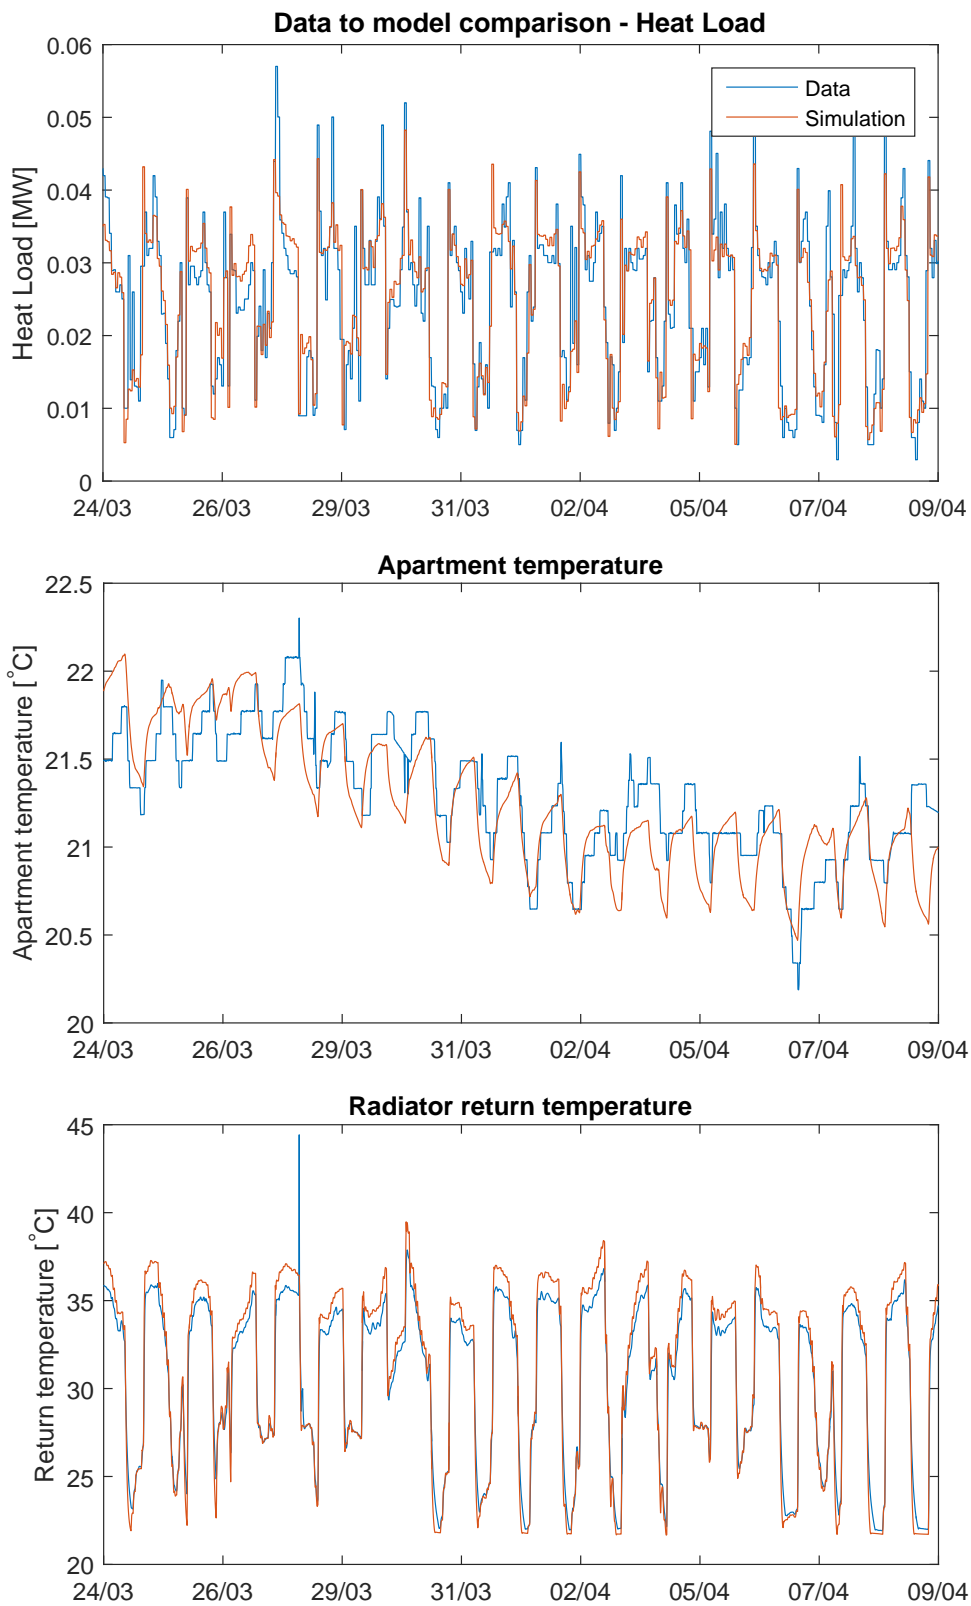 Data to model comparison - Heat Load
Heat Load [MW]
0.06
0.05
0.04
0.03
0.02
0.01
0
Data
Simulation
24/03 26/03 29/03 31/03 02/04 05/04 07/04 09/04
Apartment temperature
Apartment temperature [°C]
22.5
22
21.5
21
20.5
20
24/03 26/03 29/03 31/03 02/04 05/04 07/04 09/04
Radiator return temperature
Return temperature [°C]
45
40
35
30
25
20
24/03 26/03 29/03 31/03 02/04 05/04 07/04 09/04